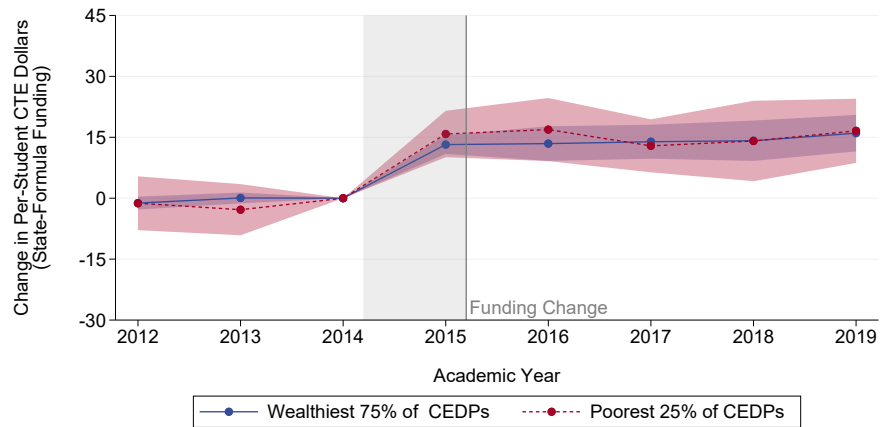 Change in Per-Student CTE Dollars
(State-Formula Funding)
45
30
15
0
-15
-30
Funding Change
2012 2013 2014 2015 2016 2017 2018 2019
Academic Year
Wealthiest 75% of CEDPs Poorest 25% of CEDPs